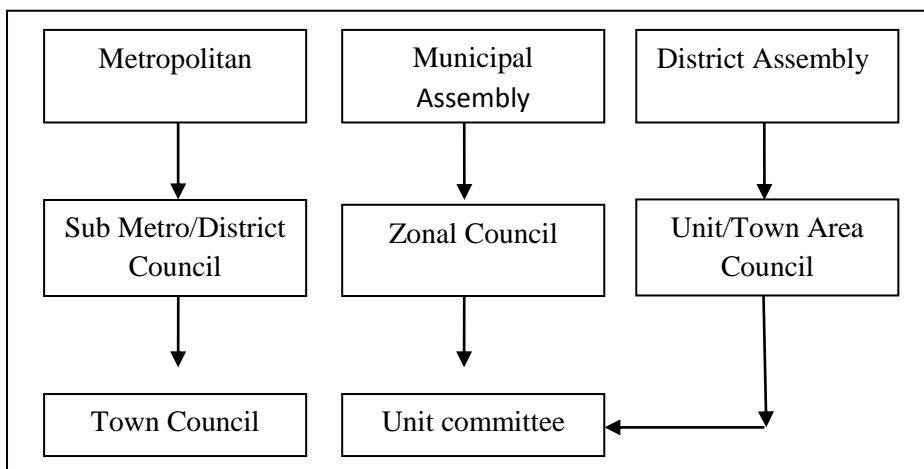 Metropolitan
Municipal
Assembly
District Assembly
Sub Metro/District
Council
Zonal Council
Unit/Town Area
Council
Town Council
Unit committee